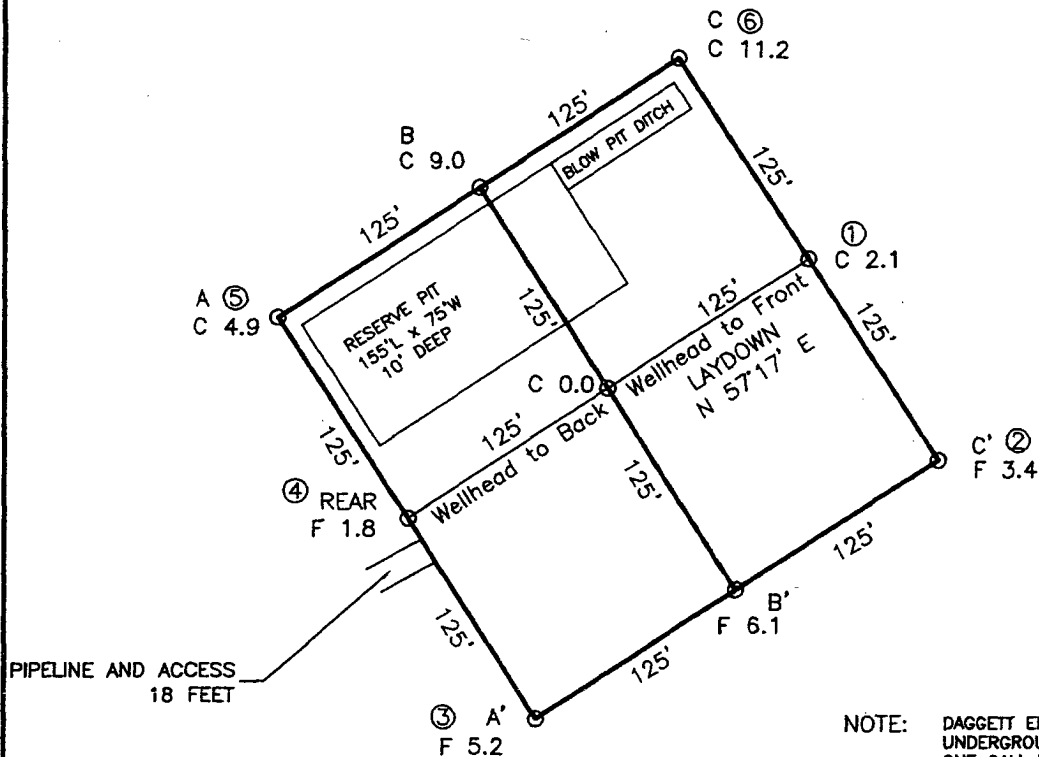 C ⑥
C 11.2
125'
B
C 9.0
BLOW PIT DITCH
125'
125'
A ⑤
C 4.9
RESERVE PIT
155'L X 75'W
10' DEEP
125'
① 
C 2.1
125'
Wellhead to Front
LAYDOWN
N 57°17' E
125'
C 0.0
125'
Wellhead to Back
125'
125'
④ REAR
F 1.8
C' ②
F 3.4
125'
B'
F 6.1
125'
125'
PIPELINE AND ACCESS
18 FEET
③ A'
F 5.2
NOTE: